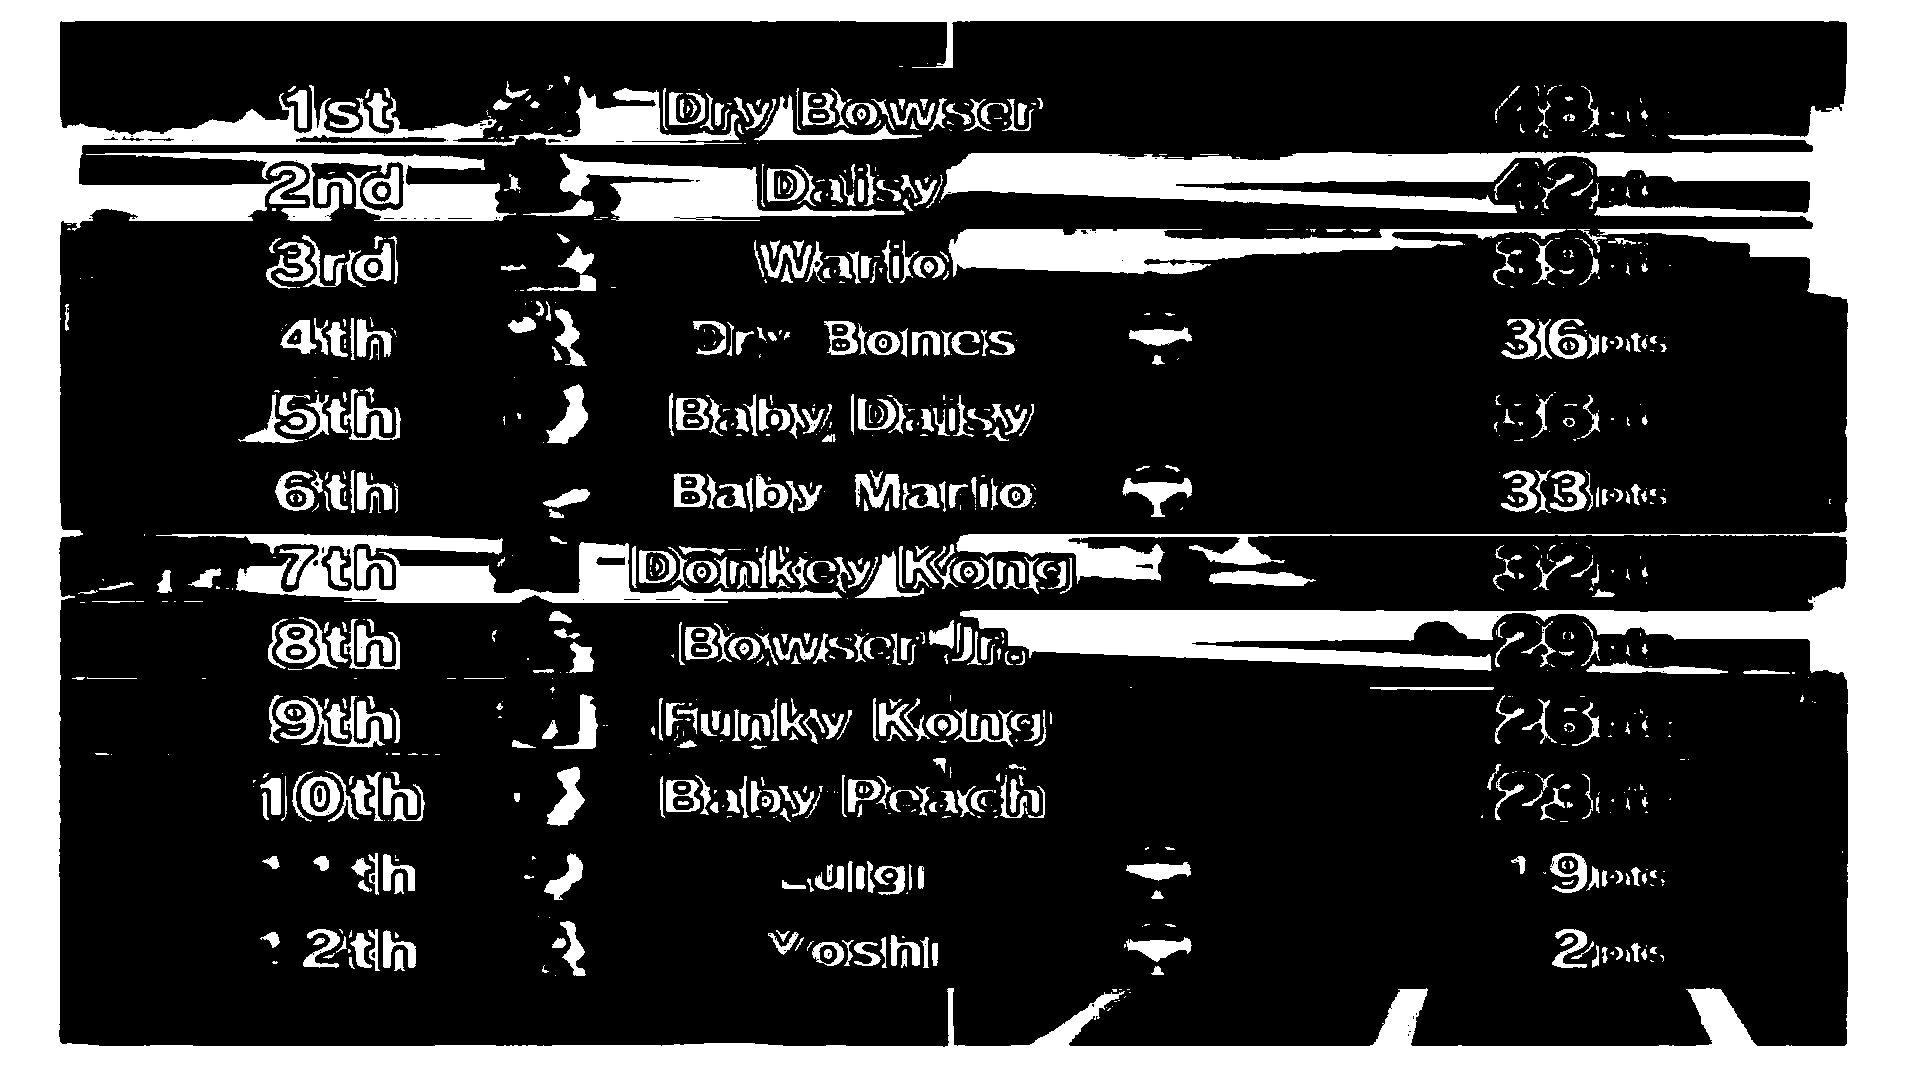 1st Dry Bowser 48pts
2nd Daisy 42pts
3rd Wario 39pts
4th Dry Bones 36pts
5th Baby Daisy 36pts
6th Baby Mario 33pts
7th Donkey Kong 32pts
8th Bowser Jr. 29pts
9th Funky Kong 26pts
10th Baby Peach 23pts
11th Luigi 19pts
12th Yoshi 2pts